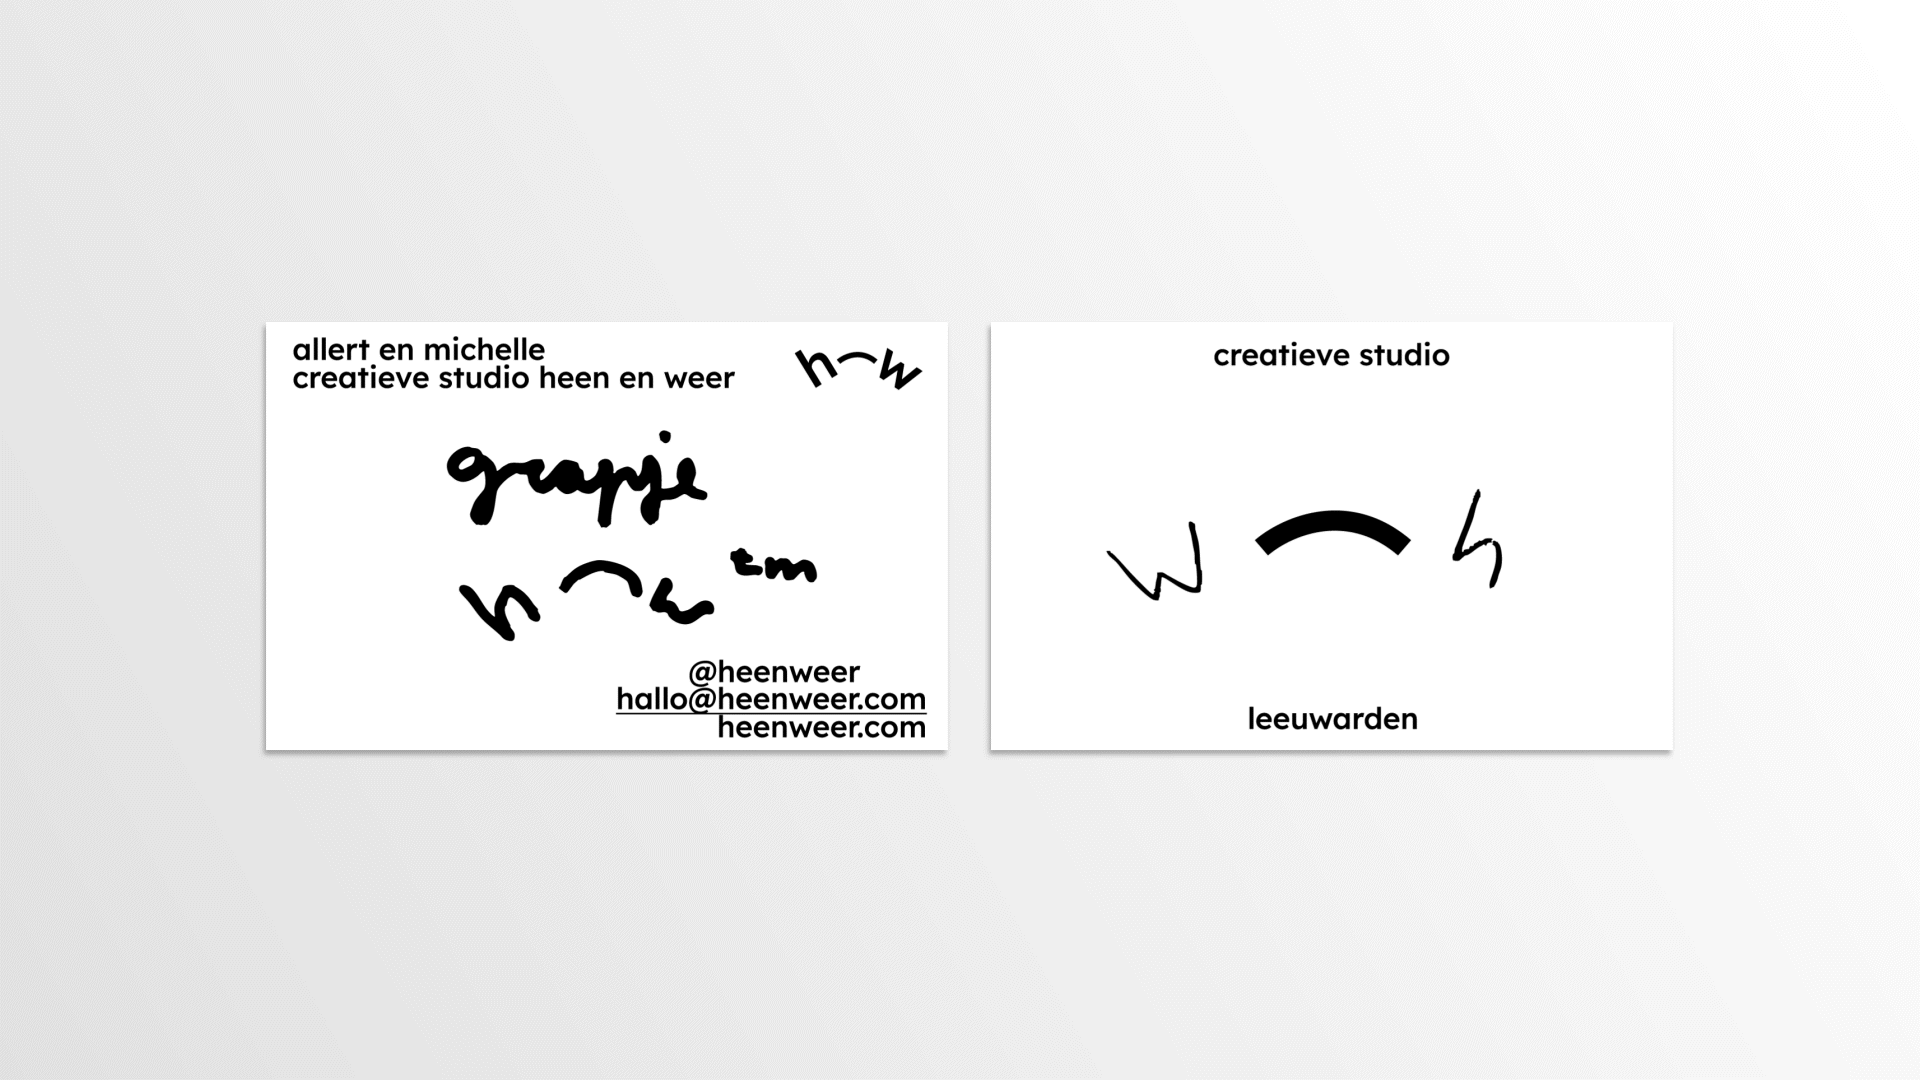 allert en michelle
creatieve studio heen en weer
h⌒w
grapje
h⌒w tm
@heenweer
hallo@heenweer.com
heenweer.com
creatieve studio
w⌒h
leeuwarden